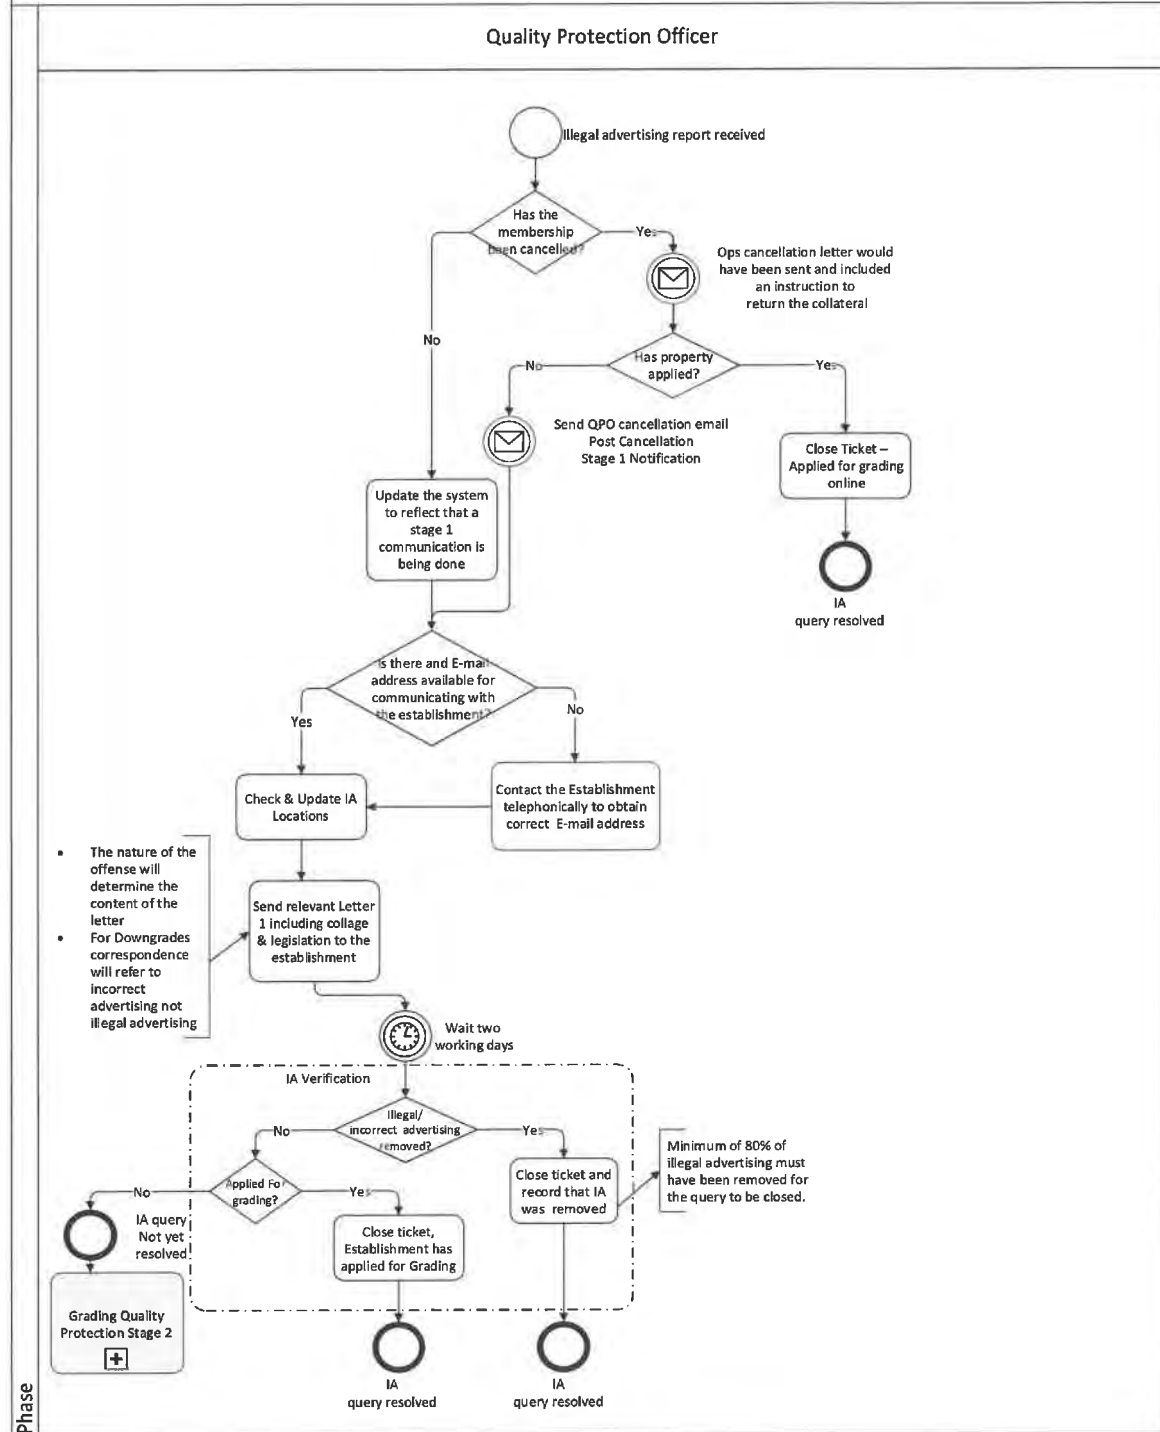 Quality Protection Officer
Illegal advertising report received
Has the
membership
been cancelled?
Yes
Ops cancellation letter would
have been sent and included
an instruction to
return the collateral
No
Has property
applied?
No
Yes
Send QPO cancellation email
Post Cancellation
Stage 1 Notification
Close Ticket –
Applied for grading
online
Update the system
to reflect that a
stage 1
communication is
being done
IA
query resolved
Is there and E-mail
address available for
communicating with
the establishment?
Yes
No
Check & Update IA
Locations
Contact the Establishment
telephonically to obtain
correct E-mail address
• The nature of the
offense will
determine the
content of the
letter
• For Downgrades
correspondence
will refer to
incorrect
advertising not
illegal advertising
Send relevant Letter
1 including collage
& legislation to the
establishment
Wait two
working days
IA Verification
Illegal/
incorrect advertising
removed?
No
Yes
Minimum of 80% of
illegal advertising must
have been removed for
the query to be closed.
Close ticket and
record that IA
was removed
Applied For
grading?
No
Yes
IA query
Not yet
resolved
Close ticket,
Establishment has
applied for Grading
Grading Quality
Protection Stage 2
IA
query resolved
IA
query resolved
Phase